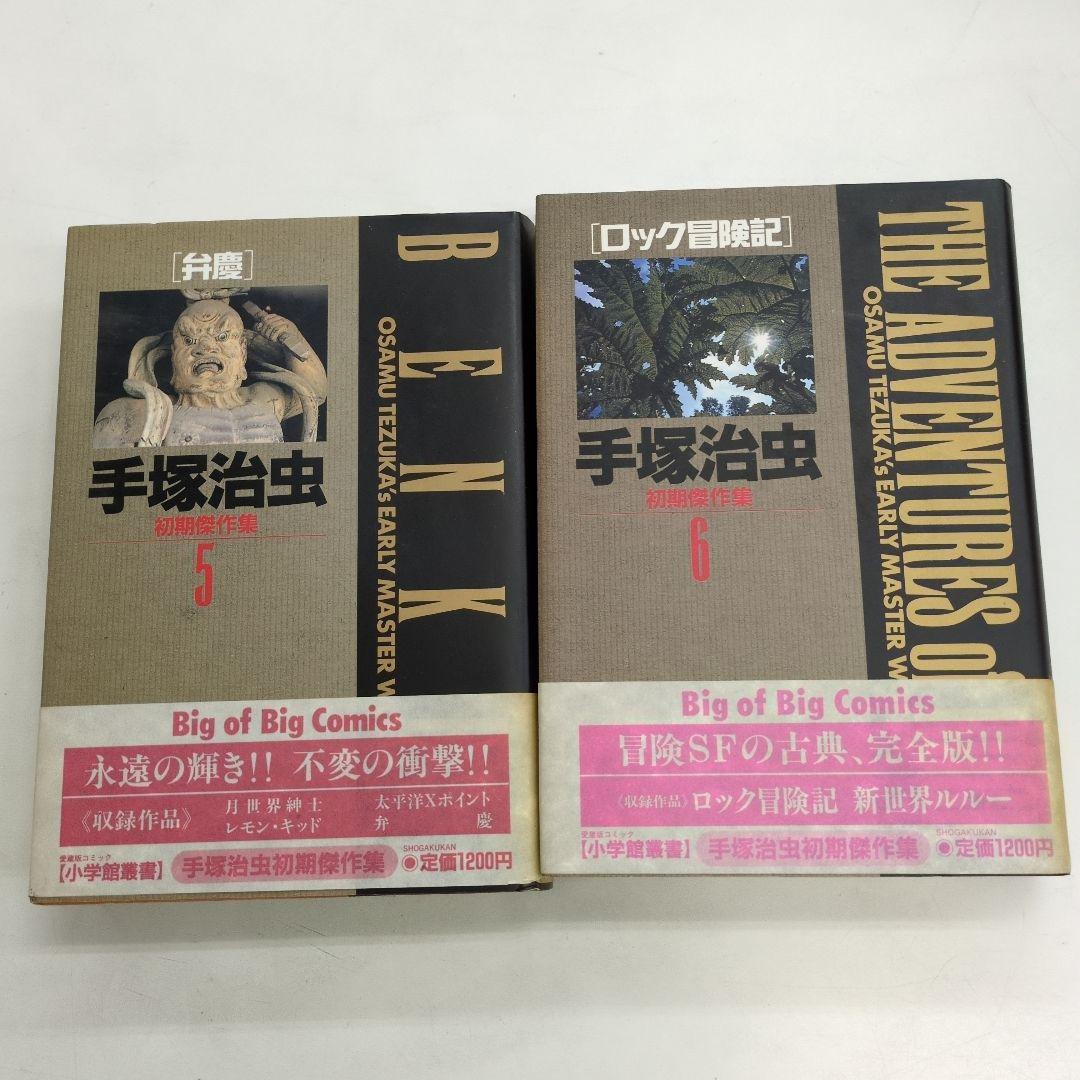 [弁慶]
手塚治虫
初期傑作集
5
BENK
OSAMU TEZUKA's EARLY MASTER W
Big of Big Comics
永遠の輝き!! 不変の衝撃!!
《収録作品》
月世界紳士 太平洋Xポイント
レモン・キッド 弁慶
愛蔵版コミック
【小学館叢書】 手塚治虫初期傑作集
SHOGAKUKAN
●定価1200円
[ロック冒険記]
手塚治虫
初期傑作集
6
THE ADVENTURES of
OSAMU TEZUKA's EARLY MASTER W
Big of Big Comics
冒険SFの古典、完全版!!
《収録作品》ロック冒険記 新世界ルルー
愛蔵版コミック
【小学館叢書】 手塚治虫初期傑作集
SHOGAKUKAN
●定価1200円